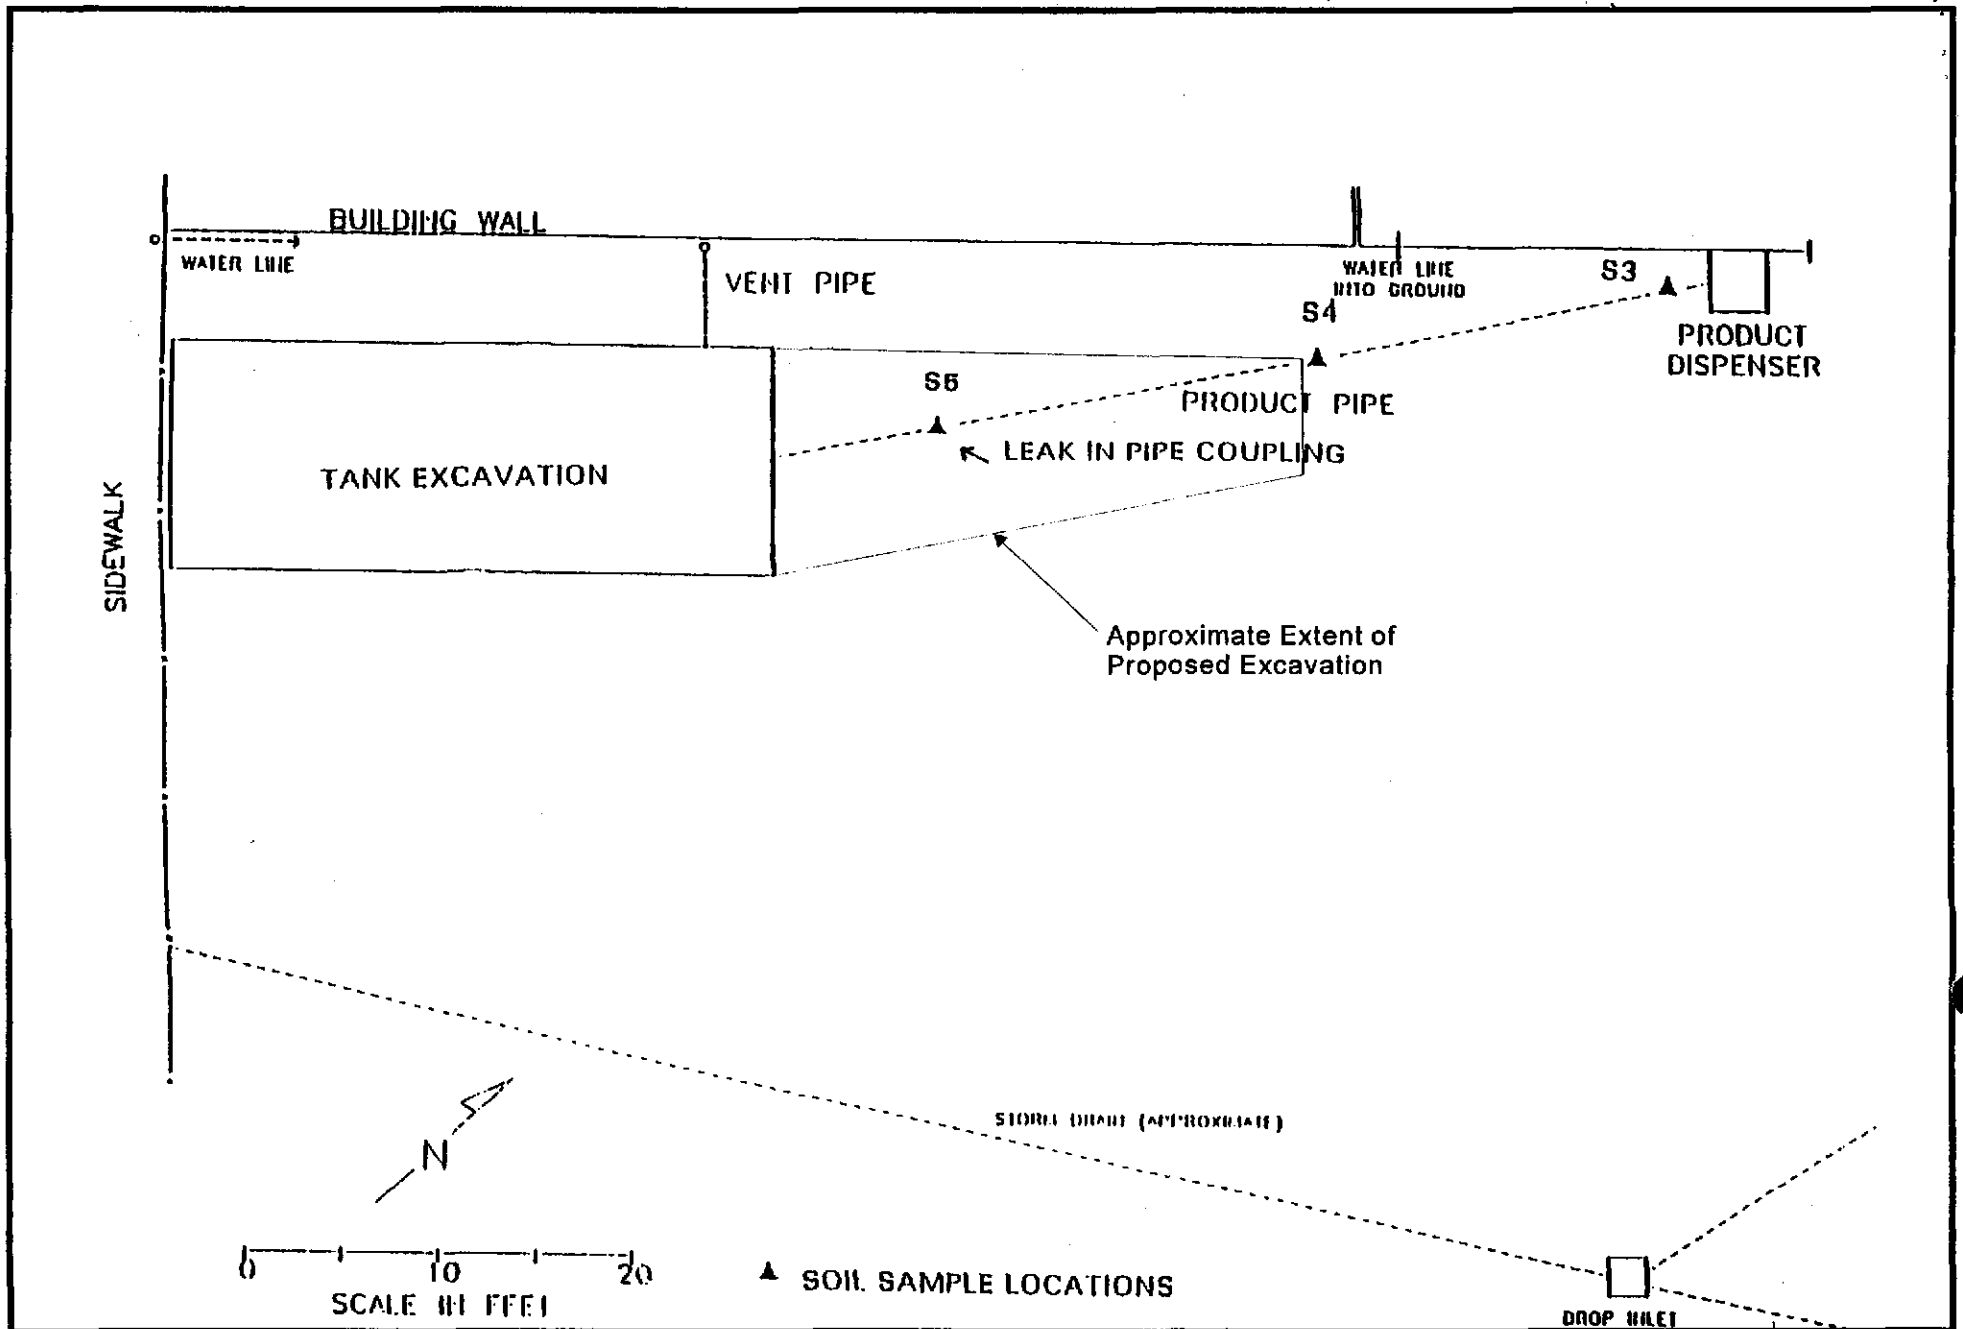 BUILDING WALL
WATER LINE
VENT PIPE
WATER LINE
INTO GROUND
S3
S4
PRODUCT
DISPENSER
S5
PRODUCT PIPE
LEAK IN PIPE COUPLING
TANK EXCAVATION
SIDEWALK
Approximate Extent of
Proposed Excavation
STORM DRAIN (APPROXIMATE)
N
0 10 20
SCALE IN FEET
SOIL SAMPLE LOCATIONS
DROP INLET